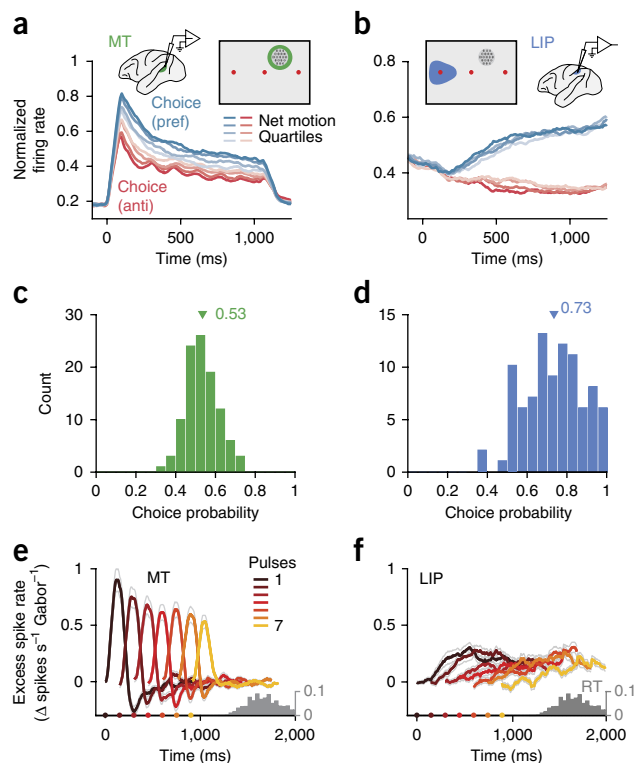 a
MT
Normalized
firing rate
1
0.8
0.6
0.4
0.2
Choice
(pref)
Net motion
Quartiles
Choice
(anti)
0
500
1,000
Time (ms)
b
LIP
0.8
0.6
0.4
0
500
1,000
Time (ms)
c
0.53
Count
30
20
10
0
0
0.2
0.4
0.6
0.8
1
Choice probability
d
0.73
15
10
5
0
0
0.2
0.4
0.6
0.8
1
Choice probability
e
MT
Pulses
1
7
Excess spike rate
(Δ spikes s⁻¹ Gabor⁻¹)
1
0.5
0
0.1
0
0
1,000
2,000
Time (ms)
f
LIP
1
0.5
0
RT
0.1
0
0
1,000
2,000
Time (ms)